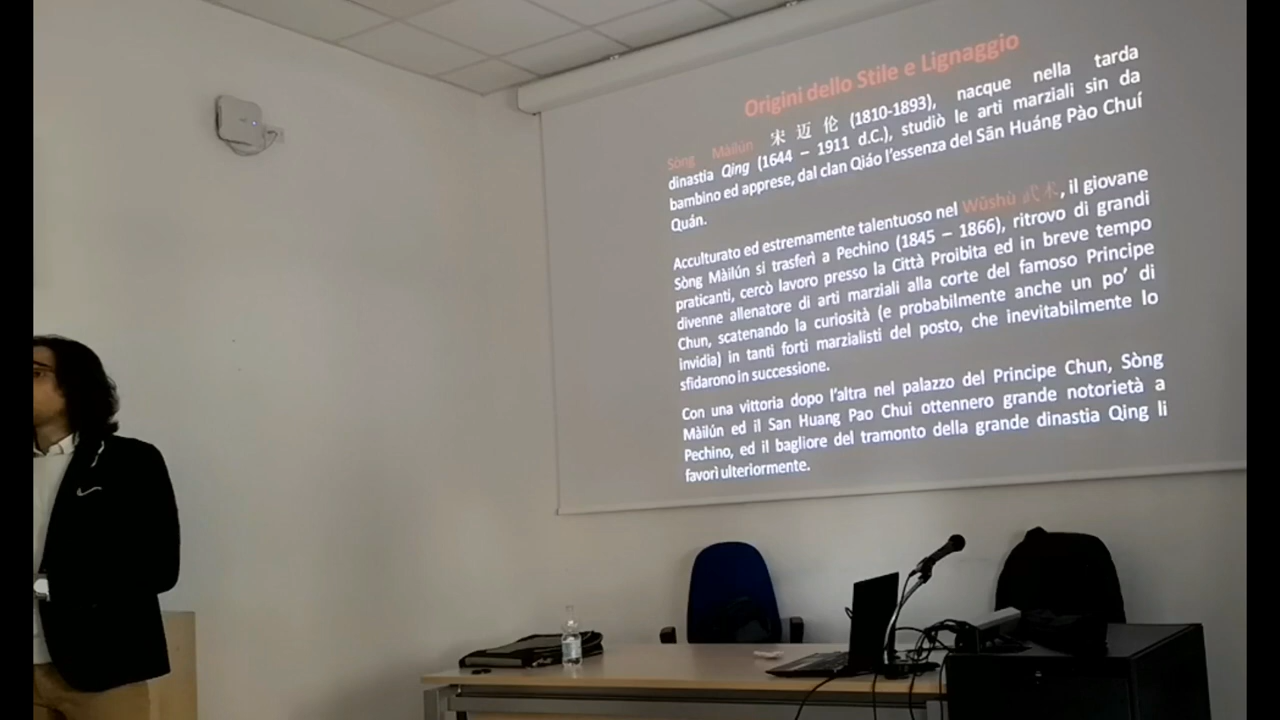 Origini dello Stile e Lignaggio
Sòng Màilún 宋 迈 伦 (1810-1893), nacque nella tarda
dinastia Qing (1644 – 1911 d.C.), studiò le arti marziali sin da
bambino ed apprese, dal clan Qiáo l'essenza del Sān Huáng Pào Chuí
Quán.
Acculturato ed estremamente talentuoso nel Wǔshù 武术, il giovane
Sòng Màilún si trasferì a Pechino (1845 – 1866), ritrovo di grandi
praticanti, cercò lavoro presso la Città Proibita ed in breve tempo
divenne allenatore di arti marziali alla corte del famoso Principe
Chun, scatenando la curiosità (e probabilmente anche un po' di
invidia) in tanti forti marzialisti del posto, che inevitabilmente lo
sfidarono in successione.
Con una vittoria dopo l'altra nel palazzo del Principe Chun, Sòng
Màilún ed il San Huang Pao Chui ottennero grande notorietà a
Pechino, ed il bagliore del tramonto della grande dinastia Qing li
favorì ulteriormente.